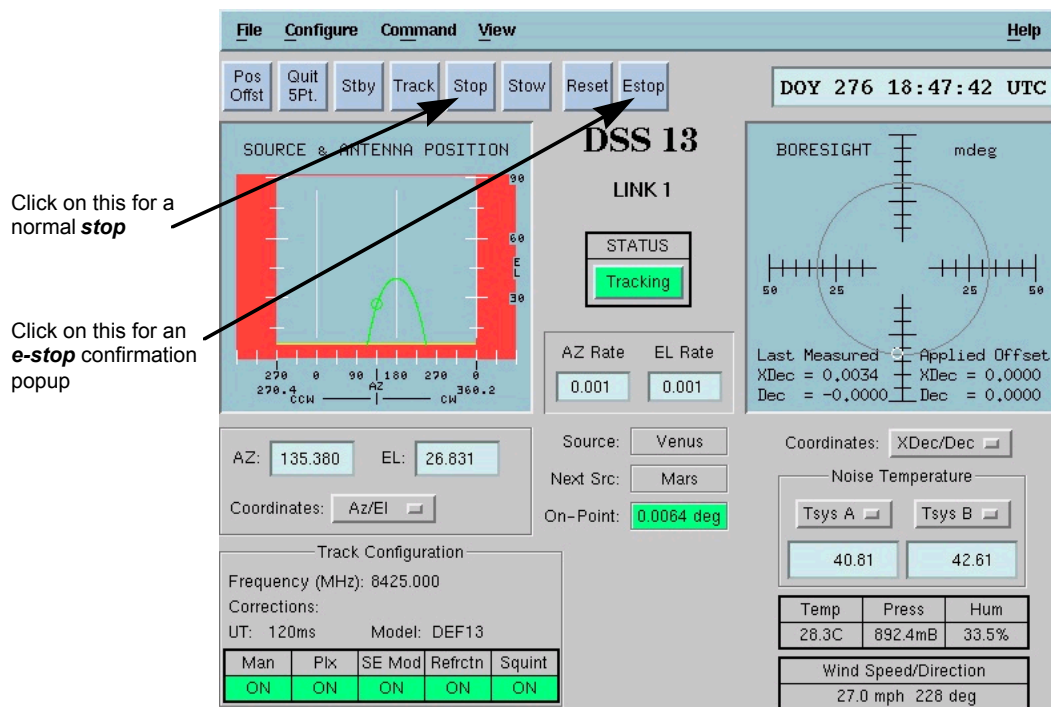 File Configure Command View Help
Pos Offst
Quit 5Pt.
Stby
Track
Stop
Stow
Reset
Estop
DOY 276 18:47:42 UTC
Click on this for a
normal stop
Click on this for an
e-stop confirmation
popup
SOURCE & ANTENNA POSITION
90
60
E
L
30
270 0 90 180 270 0
270.4 AZ 360.2
CCW CW
DSS 13
LINK 1
STATUS
Tracking
AZ Rate EL Rate
0.001 0.001
BORESIGHT mdeg
50 25 25 50
Last Measured Applied Offset
XDec = 0.0034 XDec = 0.0000
Dec = -0.0000 Dec = 0.0000
AZ: 135.380 EL: 26.831
Coordinates: Az/El
Source: Venus
Next Src: Mars
On-Point: 0.0064 deg
Coordinates: XDec/Dec
Noise Temperature
Tsys A Tsys B
40.81 42.61
Track Configuration
Frequency (MHz): 8425.000
Corrections:
UT: 120ms Model: DEF13
Man Plx SE Mod Refrctn Squint
ON ON ON ON ON
Temp Press Hum
28.3C 892.4mB 33.5%
Wind Speed/Direction
27.0 mph 228 deg